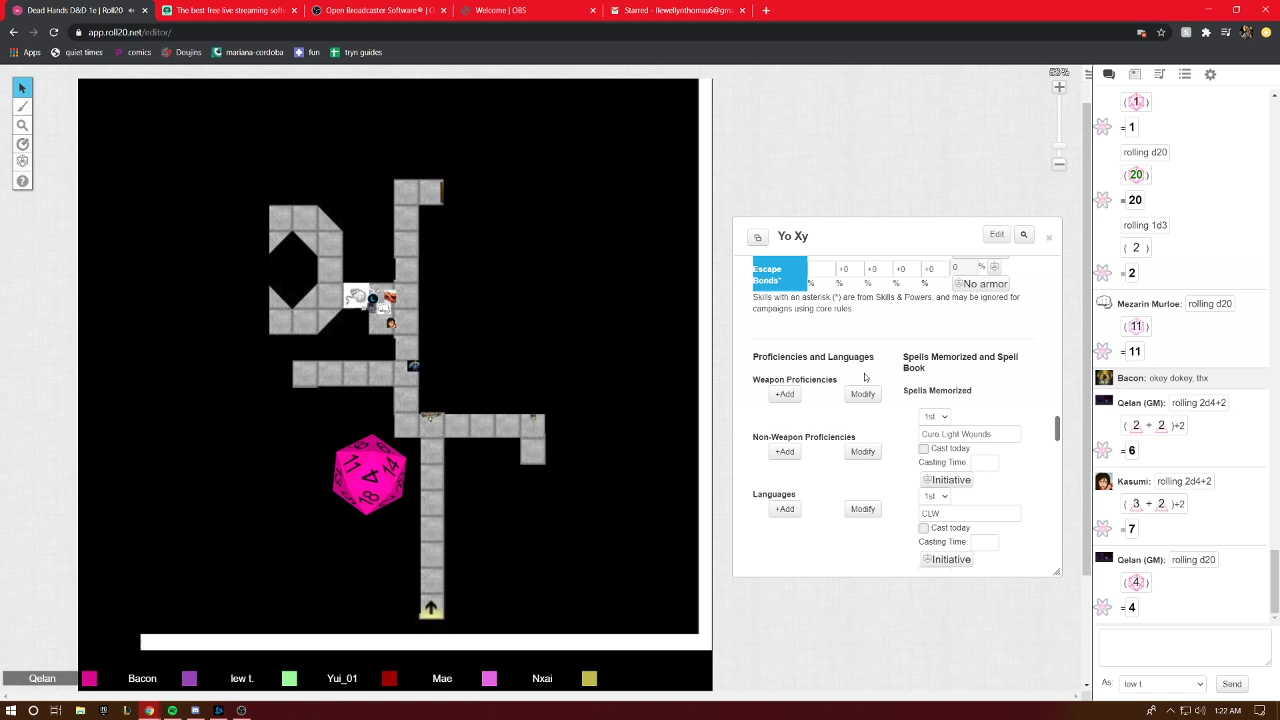 Dead Hands D&D 1e | Roll20
The best free live streaming softw
Open Broadcaster Software® | O
Welcome | OBS
Starred - llewellynthomas6@gm
app.roll20.net/editor/
Apps
quiet times
comics
Doujins
mariana-cordoba
fun
tryn guides
Yo Xy
Edit
Escape
Bonds*
+0
+0
+0
+0
0
%
%
%
%
%
%
No armor
Skills with an asterisk (*) are from Skills & Powers, and may be ignored for
campaigns using core rules.
Proficiencies and Languages
Weapon Proficiencies
+Add
Modify
Non-Weapon Proficiencies
+Add
Modify
Languages
+Add
Modify
Spells Memorized and Spell
Book
Spells Memorized
1st
Cure Light Wounds
Cast today
Casting Time:
Initiative
1st
CLW
Cast today
Casting Time:
Initiative
11
4
14
18
6
8
Qelan
Bacon
lew t.
Yui_01
Mae
Nxai
( 1 )
= 1
rolling d20
( 20 )
= 20
rolling 1d3
( 2 )
= 2
Mezarin Murloe: rolling d20
( 11 )
= 11
Bacon: okey dokey, thx
Qelan (GM): rolling 2d4+2
( 2 + 2 )+2
= 6
Kasumi: rolling 2d4+2
( 3 + 2 )+2
= 7
Qelan (GM): rolling d20
( 4 )
= 4
As:
lew t
Send
1:22 AM